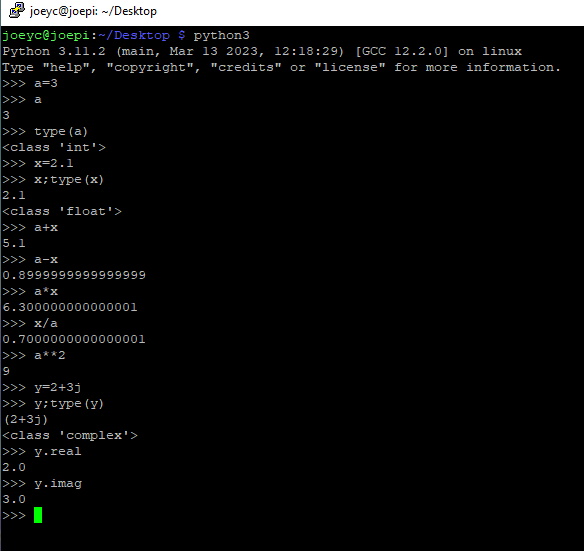 joeyc@joepi: ~/Desktop
joeyc@joepi:~/Desktop $ python3
Python 3.11.2 (main, Mar 13 2023, 12:18:29) [GCC 12.2.0] on linux
Type "help", "copyright", "credits" or "license" for more information.
>>> a=3
>>> a
3
>>> type(a)
<class 'int'>
>>> x=2.1
>>> x;type(x)
2.1
<class 'float'>
>>> a+x
5.1
>>> a-x
0.8999999999999999
>>> a*x
6.300000000000001
>>> x/a
0.7000000000000001
>>> a**2
9
>>> y=2+3j
>>> y;type(y)
(2+3j)
<class 'complex'>
>>> y.real
2.0
>>> y.imag
3.0
>>>